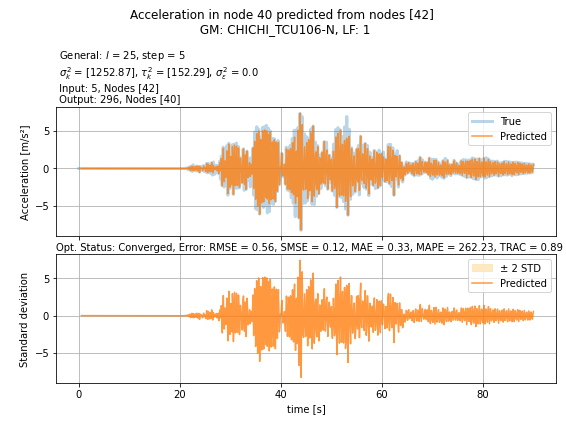 Acceleration in node 40 predicted from nodes [42]
GM: CHICHI_TCU106-N, LF: 1
General: l = 25, step = 5
σ²ₖ = [1252.87], τ²ₖ = [152.29], σ²ε = 0.0
Input: 5, Nodes [42]
Output: 296, Nodes [40]
Acceleration [m/s²]
5
0
−5
True
Predicted
Opt. Status: Converged, Error: RMSE = 0.56, SMSE = 0.12, MAE = 0.33, MAPE = 262.23, TRAC = 0.89
Standard deviation
5
0
−5
± 2 STD
Predicted
0 20 40 60 80
time [s]